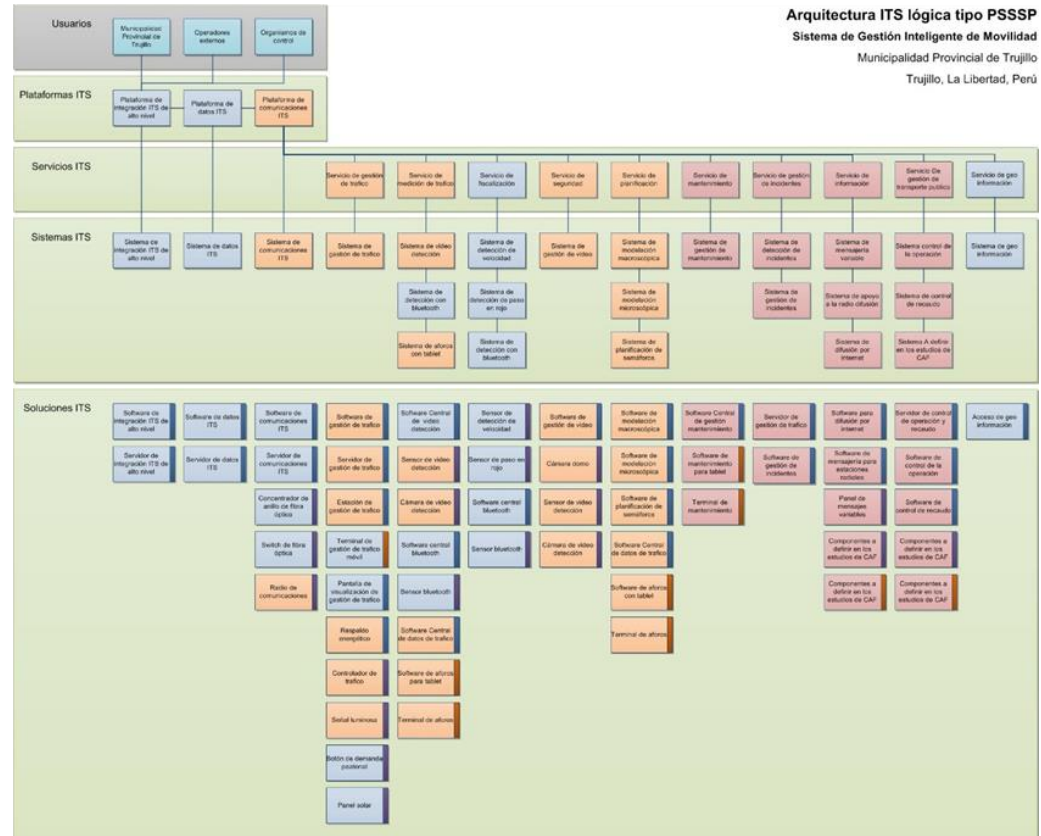 Arquitectura ITS lógica tipo PSSSP
Sistema de Gestión Inteligente de Movilidad
Municipalidad Provincial de Trujillo
Trujillo, La Libertad, Perú
Usuarios
Municipalidad
Provincial de
Trujillo
Operadores
externos
Organismos de
control
Plataformas ITS
Plataforma de
integración ITS de
alto nivel
Plataforma de
datos ITS
Plataforma de
comunicaciones
ITS
Servicios ITS
Servicio de gestión
de trafico
Servicio de
medición de trafico
Servicio de
fiscalización
Servicio de
seguridad
Servicio de
planificación
Servicio de
mantenimiento
Servicio de gestión
de incidentes
Servicio de
información
Servicio De
gestión de
transporte publico
Servicio de geo
información
Sistemas ITS
Sistema de
integración ITS de
alto nivel
Sistema de datos
ITS
Sistema de
comunicaciones
ITS
Sistema de
gestión de trafico
Sistema de video
detección
Sistema de
detección de
velocidad
Sistema de
gestión de video
Sistema de
modelación
macroscópica
Sistema de
gestión de
mantenimiento
Sistema de
detección de
incidentes
Sistema de
mensajería
variable
Sistema control de
la operación
Sistema de geo
información
Sistema de
detección con
bluetooth
Sistema de
detección de paso
en rojo
Sistema de
modelación
microscópica
Sistema de
gestión de
incidentes
Sistema de apoyo
a la radio difusión
Sistema de control
de recaudo
Sistema de aforos
con tablet
Sistema de
detección con
bluetooth
Sistema de
planificación de
semáforos
Sistema de
difusión por
internet
Sistema A definir
en los estudios de
CAF
Soluciones ITS
Software de
integración ITS de
alto nivel
Software de datos
ITS
Software de
comunicaciones
ITS
Software de
gestión de trafico
Software Central
de video
detección
Sensor de
detección de
velocidad
Software de
gestión de video
Software de
modelación
macroscópica
Software Central
de gestión
mantenimiento
Servidor de
gestión de trafico
Software para
difusión por
internet
Servidor de control
de operación y
recaudo
Acceso de geo
información
Servidor de
integración ITS de
alto nivel
Servidor de datos
ITS
Servidor de
comunicaciones
ITS
Servidor de
gestión de trafico
Sensor de video
detección
Sensor de paso en
rojo
Cámara domo
Software de
modelación
microscópica
Software de
mantenimiento
para tablet
Software de
gestión de
incidentes
Software de
mensajería para
estaciones
radiales
Software de
control de la
operación
Concentrador de
anillo de fibra
óptica
Estación de
gestión de trafico
Cámara de video
detección
Software central
bluetooth
Sensor de video
detección
Software de
planificación de
semáforos
Terminal de
mantenimiento
Panel de
mensajes
variables
Software de
control de recaudo
Switch de fibra
óptica
Terminal de
gestión de trafico
móvil
Software central
bluetooth
Sensor bluetooth
Cámara de video
detección
Software Central
de datos de trafico
Componentes a
definir en los
estudios de CAF
Componentes a
definir en los
estudios de CAF
Radio de
comunicaciones
Pantalla de
visualización de
gestión de trafico
Sensor bluetooth
Software de aforos
con tablet
Componentes a
definir en los
estudios de CAF
Componentes a
definir en los
estudios de CAF
Respaldo
energético
Software Central
de datos de trafico
Terminal de aforos
Controlador de
trafico
Software de aforos
para tablet
Señal luminosa
Terminal de aforos
Botón de demanda
peatonal
Panel solar